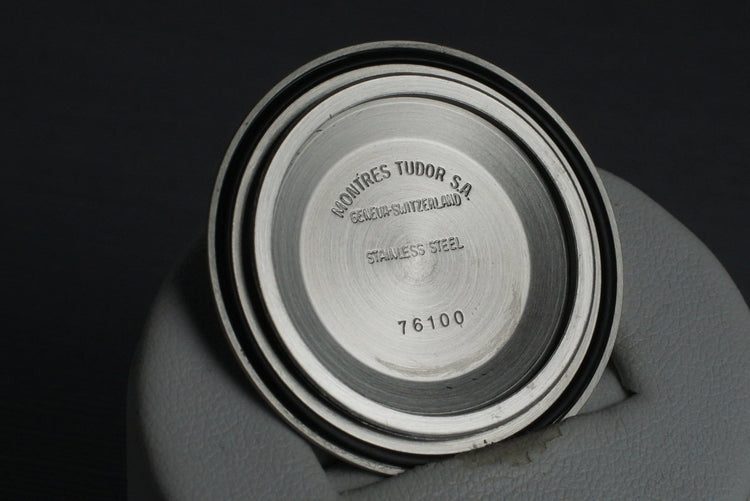 MONTRES TUDOR S.A.
GENEVA-SWITZERLAND
STAINLESS STEEL
76100